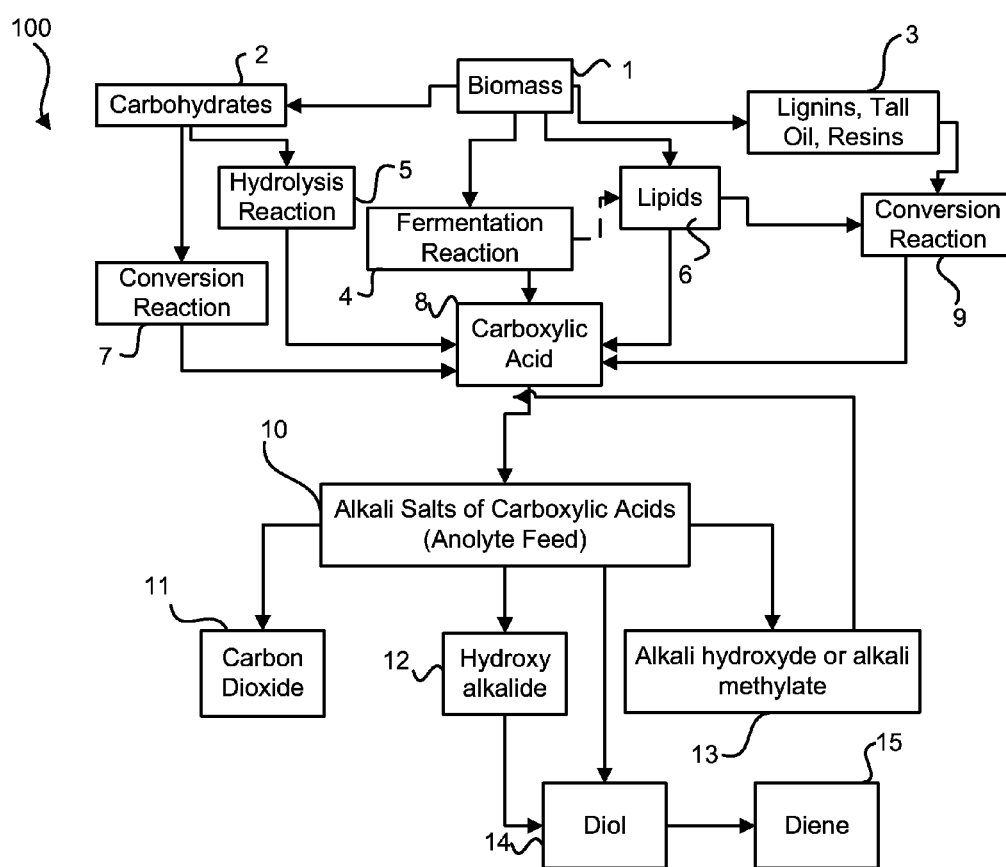 100
2
1
3
Carbohydrates
Biomass
Lignins, Tall
Oil, Resins
5
Hydrolysis
Reaction
Lipids
Fermentation
Reaction
Conversion
Reaction
4
6
Conversion
Reaction
8
9
7
Carboxylic
Acid
10
Alkali Salts of Carboxylic Acids
(Anolyte Feed)
11
Carbon
Dioxide
12
Hydroxy
alkalide
Alkali hydroxyde or alkali
methylate
13
15
14
Diol
Diene